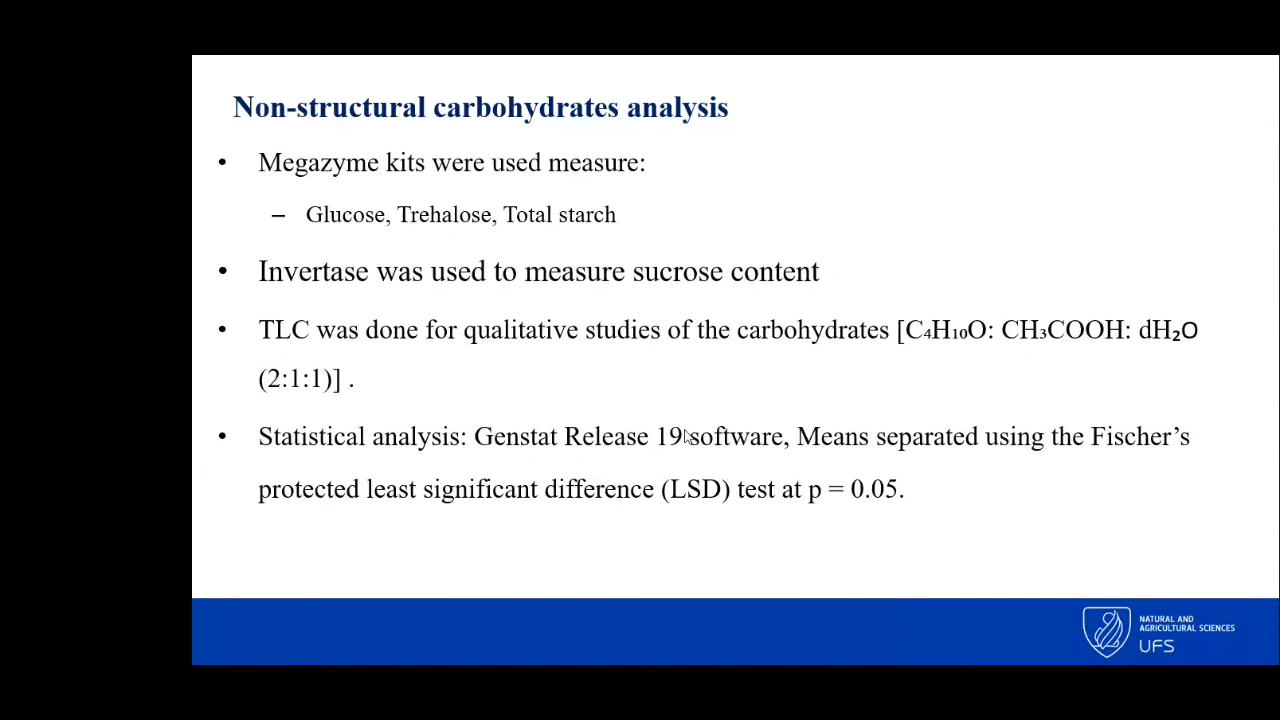 Non-structural carbohydrates analysis
• Megazyme kits were used measure:
– Glucose, Trehalose, Total starch
• Invertase was used to measure sucrose content
• TLC was done for qualitative studies of the carbohydrates [C₄H₁₀O: CH₃COOH: dH₂O
(2:1:1)] .
• Statistical analysis: Genstat Release 19 software, Means separated using the Fischer’s
protected least significant difference (LSD) test at p = 0.05.
NATURAL AND
AGRICULTURAL SCIENCES
UFS